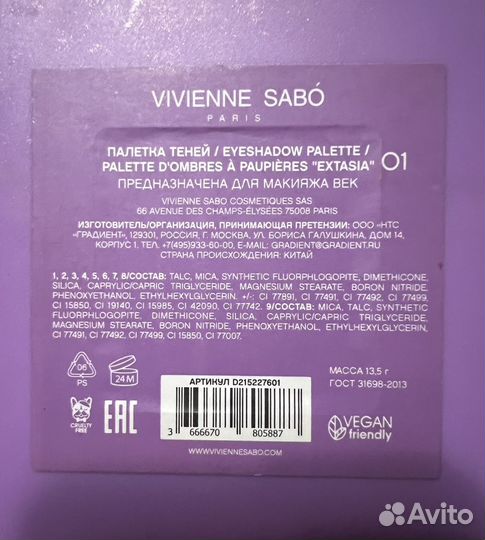 VIVIENNE SABÓ
PARIS
ПАЛЕТКА ТЕНЕЙ / EYESHADOW PALETTE /
PALETTE D'OMBRES À PAUPIÈRES "EXTASIA" 01
ПРЕДНАЗНАЧЕНА ДЛЯ МАКИЯЖА ВЕК
VIVIENNE SABO COSMETIQUES SAS
66 AVENUE DES CHAMPS-ÉLYSÉES 75008 PARIS
ИЗГОТОВИТЕЛЬ/ОРГАНИЗАЦИЯ, ПРИНИМАЮЩАЯ ПРЕТЕНЗИИ: ООО «НТС
«ГРАДИЕНТ», 129301, РОССИЯ. Г. МОСКВА, УЛ. БОРИСА ГАЛУШКИНА, ДОМ 14,
КОРПУС 1. ТЕЛ. +7(495)933-60-00, E-MAIL: GRADIENT@GRADIENT.RU
СТРАНА ПРОИСХОЖДЕНИЯ: КИТАЙ
1, 2, 3, 4, 5, 6, 7, 8/СОСТАВ: TALC, MICA, SYNTHETIC FLUORPHLOGOPITE, DIMETHICONE,
SILICA, CAPRYLIC/CAPRIC TRIGLYCERIDE, MAGNESIUM STEARATE, BORON NITRIDE,
PHENOXYETHANOL, ETHYLHEXYLGLYCERIN. +/-: CI 77891, CI 77491, CI 77492, CI 77499,
CI 15850, CI 19140, CI 15985, CI 42090, CI 77742. 9/СОСТАВ: MICA, TALC, SYNTHETIC
FLUORPHLOGOPITE, DIMETHICONE, SILICA, CAPRYLIC/CAPRIC TRIGLYCERIDE,
MAGNESIUM STEARATE, BORON NITRIDE, PHENOXYETHANOL, ETHYLHEXYLGLYCERIN,
CI 77491, CI 77492, CI 77499, CI 15850, CI 77007.
06
PS
24 M
CRUELTY
FREE
EAC
АРТИКУЛ D215227601
3 666670 805887
WWW.VIVIENNESABO.COM
МАССА 13,5 г
ГОСТ 31698-2013
VEGAN
friendly
Avito